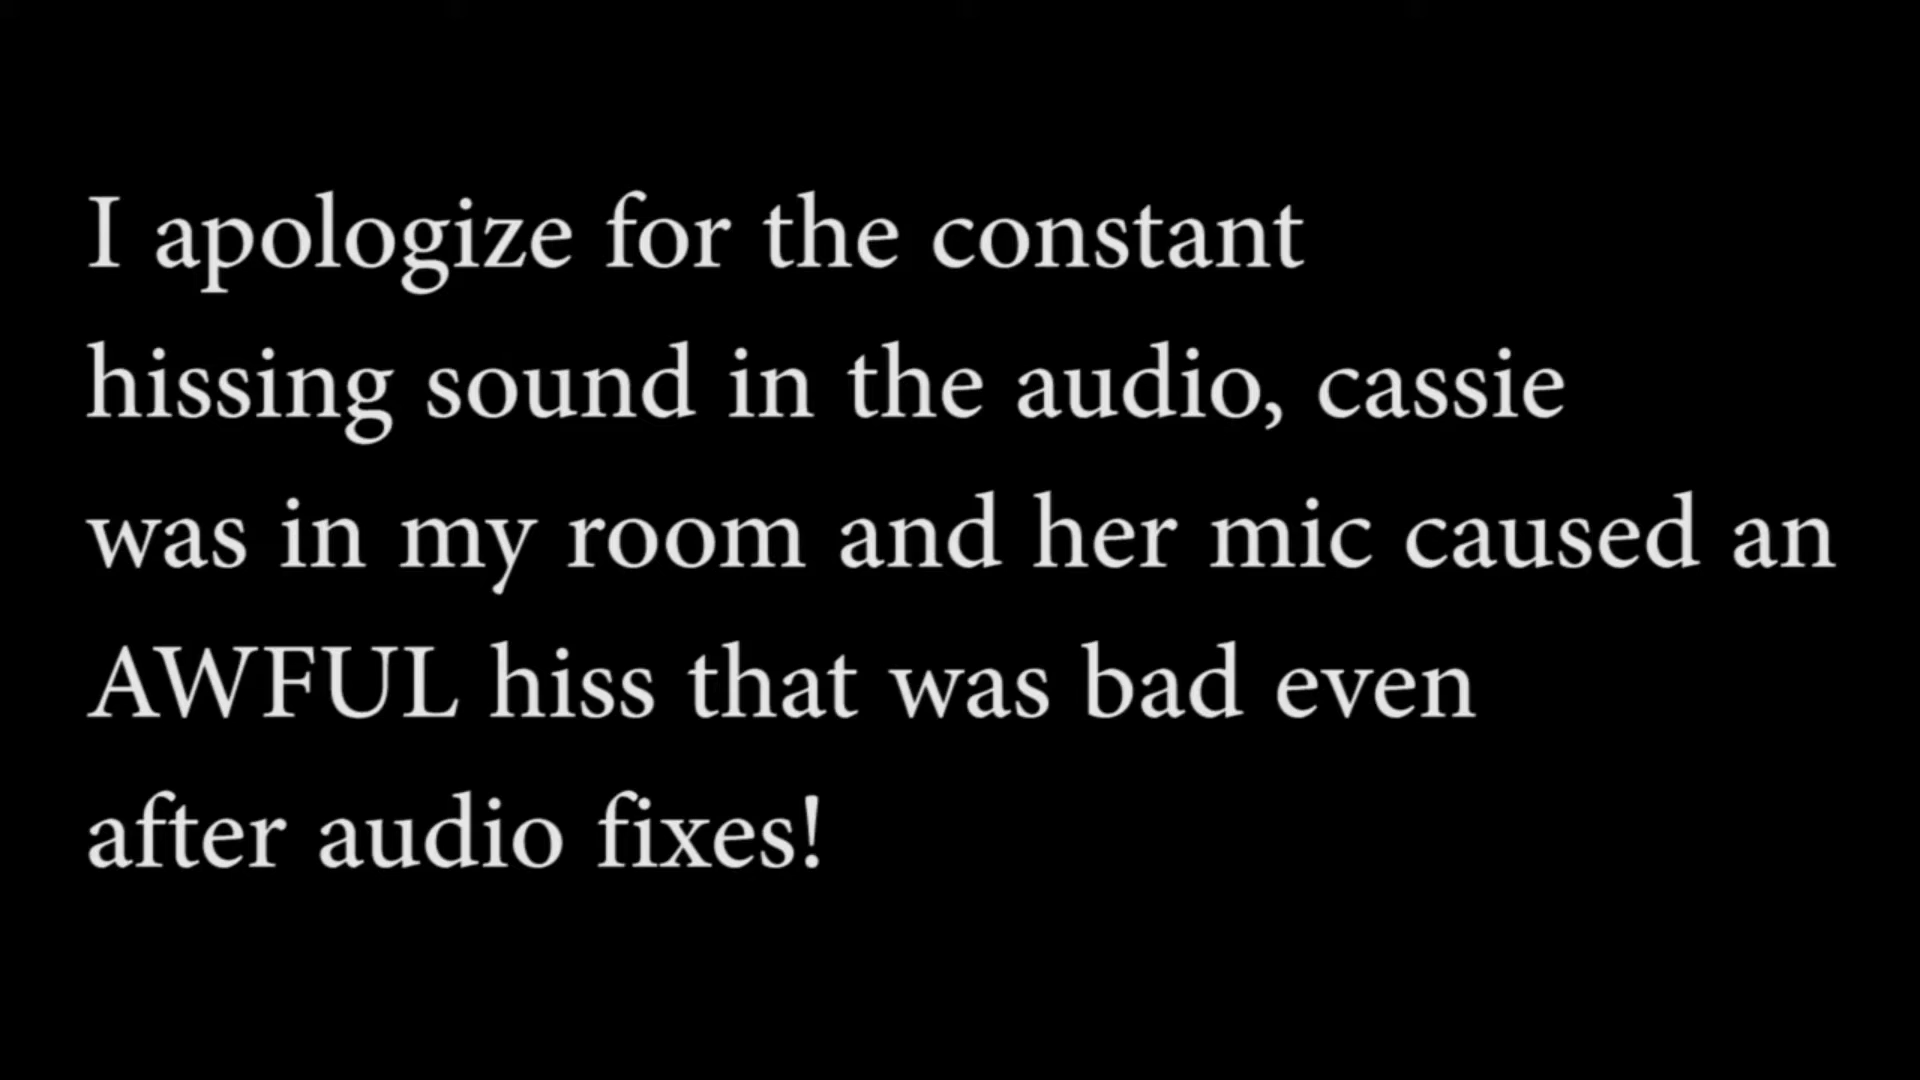 I apologize for the constant
hissing sound in the audio, cassie
was in my room and her mic caused an
AWFUL hiss that was bad even
after audio fixes!